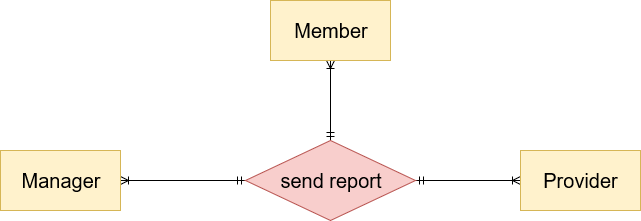 Member
Manager
send report
Provider